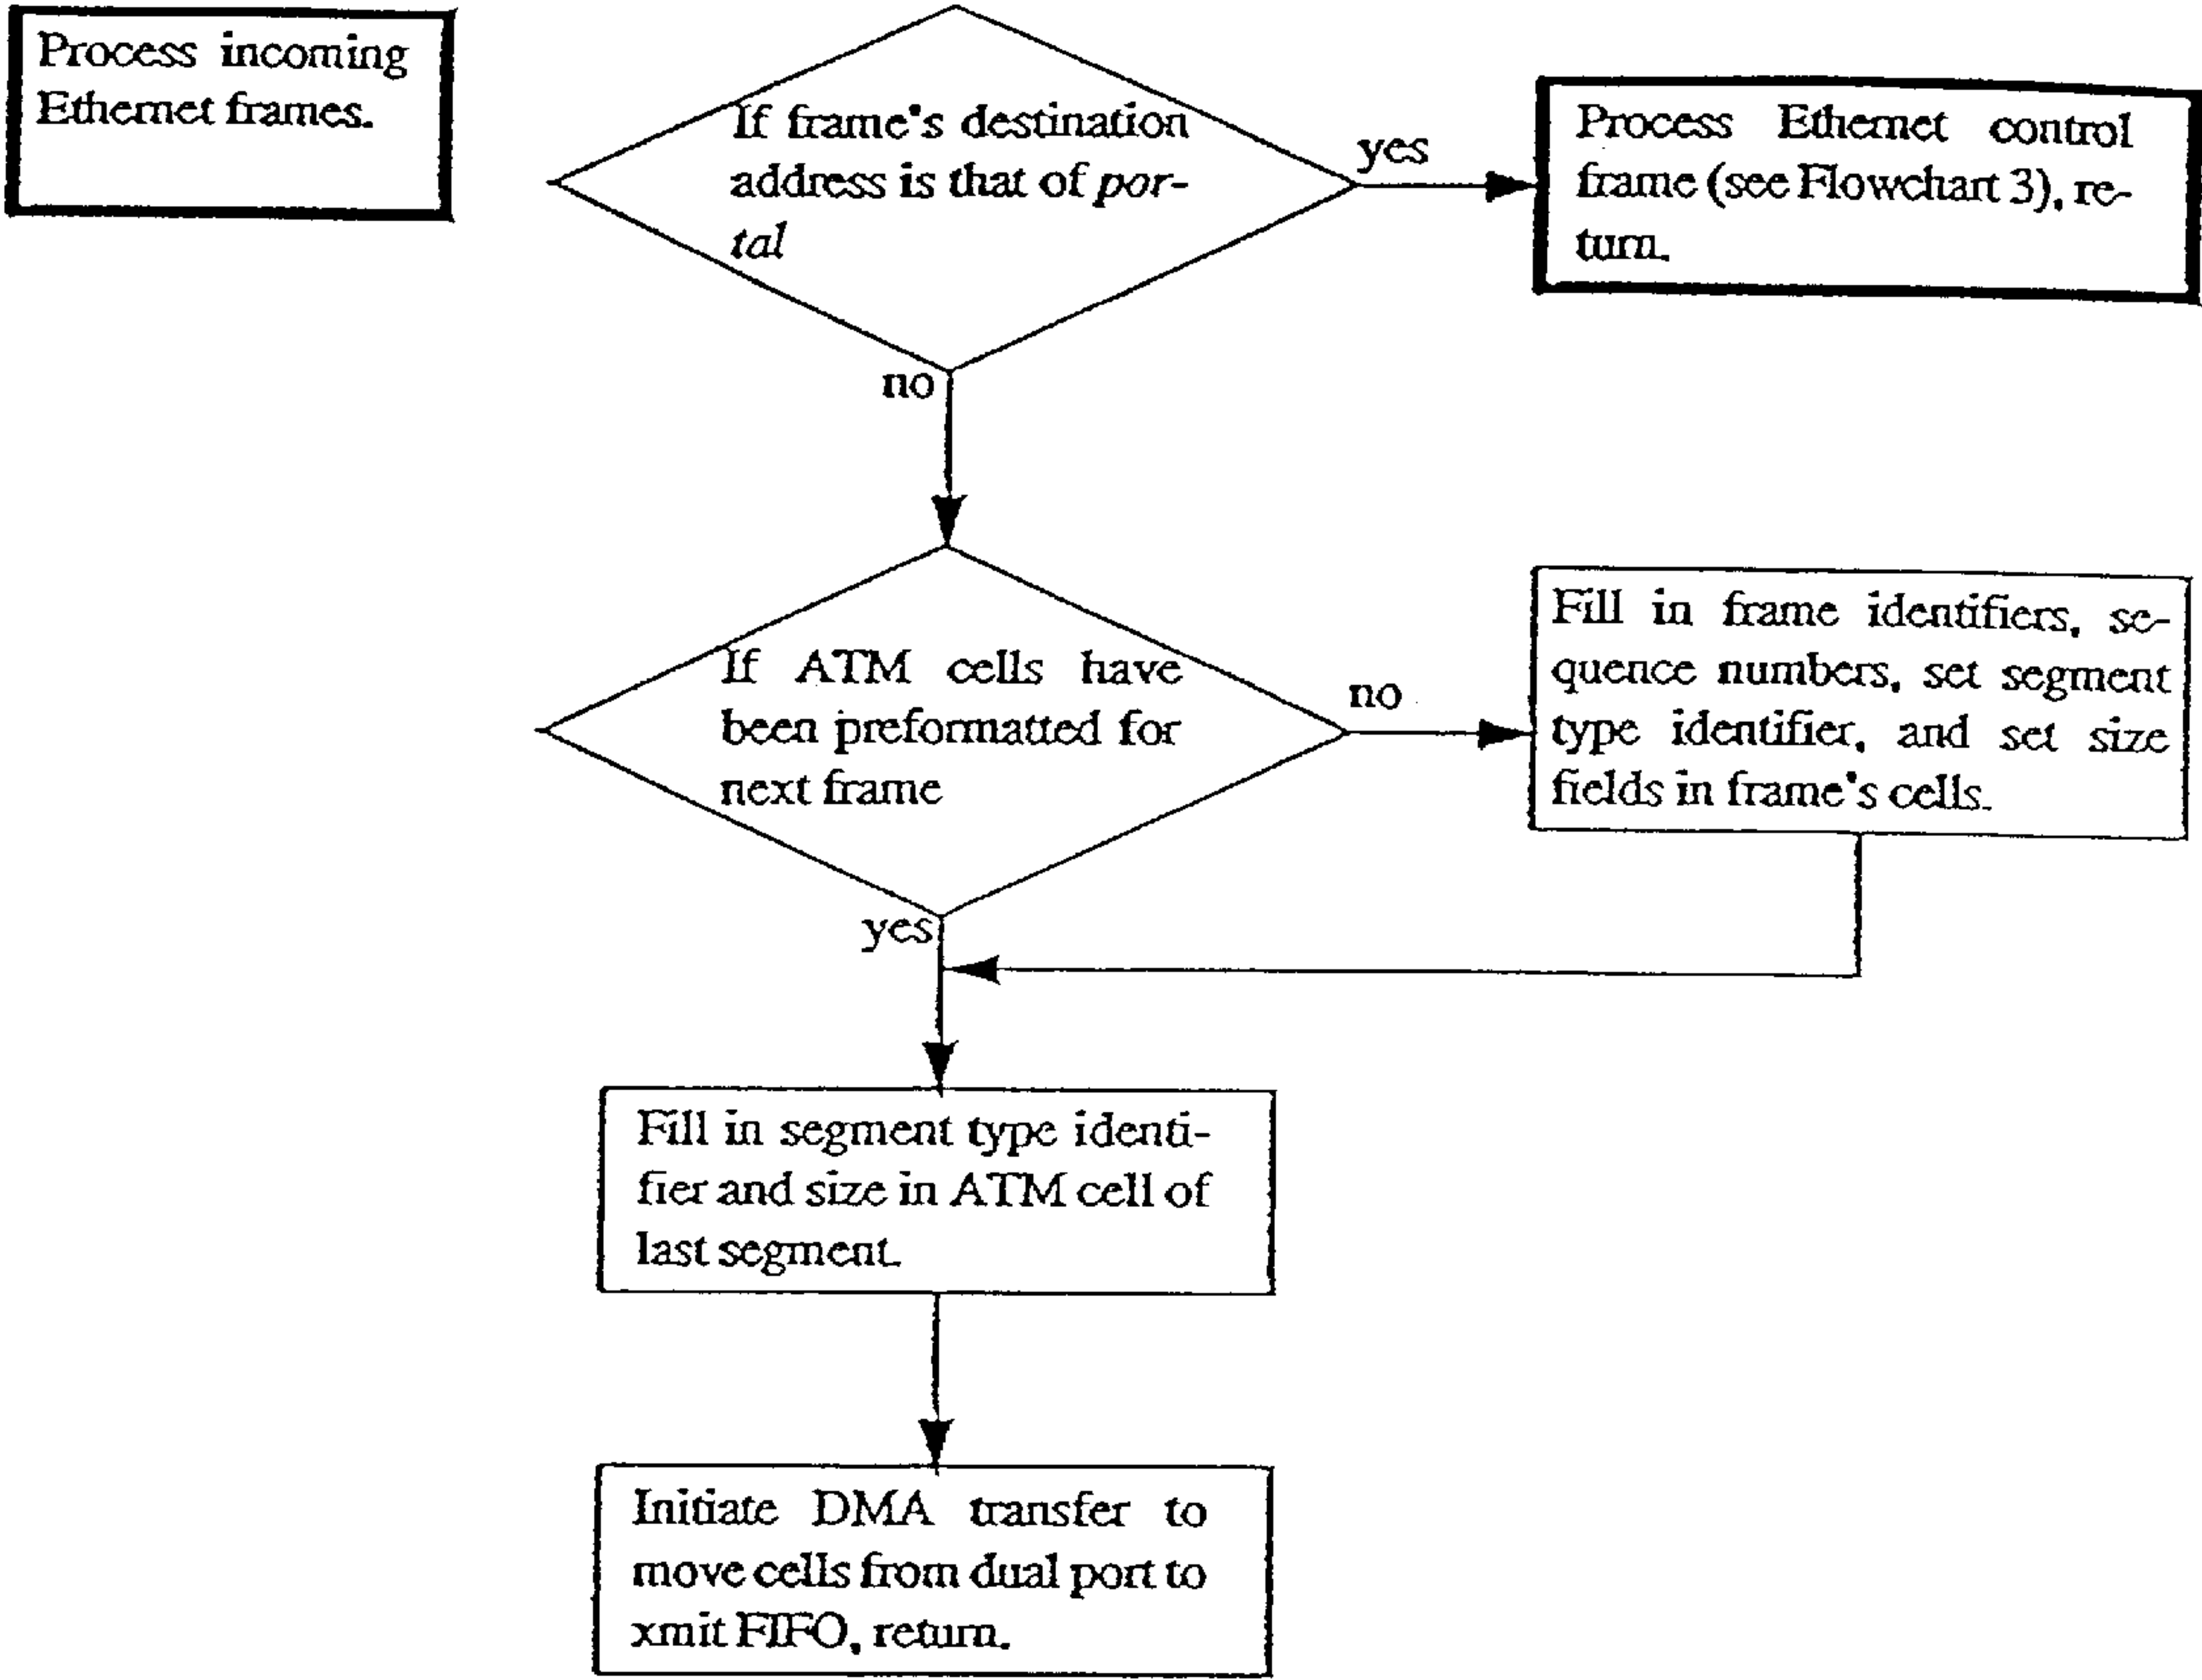 Process incoming
Ethernet frames.
If frame's destination
address is that of por-
tal
yes
Process Ethernet control
frame (see Flowchart 3), re-
turn.
no
If ATM cells have
been preformatted for
next frame
no
Fill in frame identifiers, se-
quence numbers, set segment
type identifier, and set size
fields in frame's cells.
yes
Fill in segment type identi-
fier and size in ATM cell of
last segment.
Initiate DMA transfer to
move cells from dual port to
xmit FIFO, return.